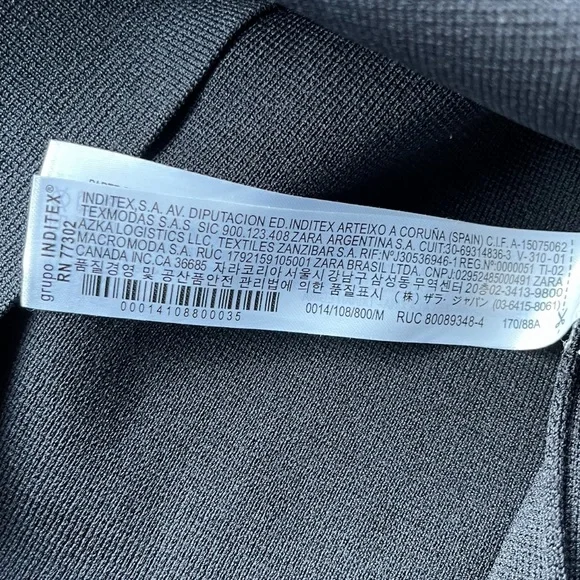 grupo INDITEX®
RN 77302
INDITEX,S.A, AV. DIPUTACION ED.INDITEX ARTEIXO A CORUÑA (SPAIN) C.I.F. A-15075062
TEXMODAS S.A.S. SIC 900.123.408 ZARA ARGENTINA S.A. CUIT:30-69314836-3 V-310-01
AZKA LOGISTICS LLC, TEXTILES ZANZIBAR S.A. RIF:NºJ30536946-1 REG.Nº0000051 TI-02
MACROMODA S.A. RUC 1792159105001 ZARA BRASIL LTDA. CNPJ:02952485000491 ZARA
CANADA INC.CA 36685 자라코리아 서울시강남구삼성동무역센터 20층 02-3413-9800
품질경영 및 공산품안전 관리법에 의한 품질표시 (株) ザラ・ジャパン (03-6415-8061)
00014108800035 0014/108/800/M RUC 80089348-4 170/88A